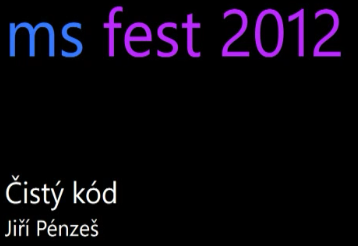 ms fest 2012
Čistý kód
Jiří Pénzeš